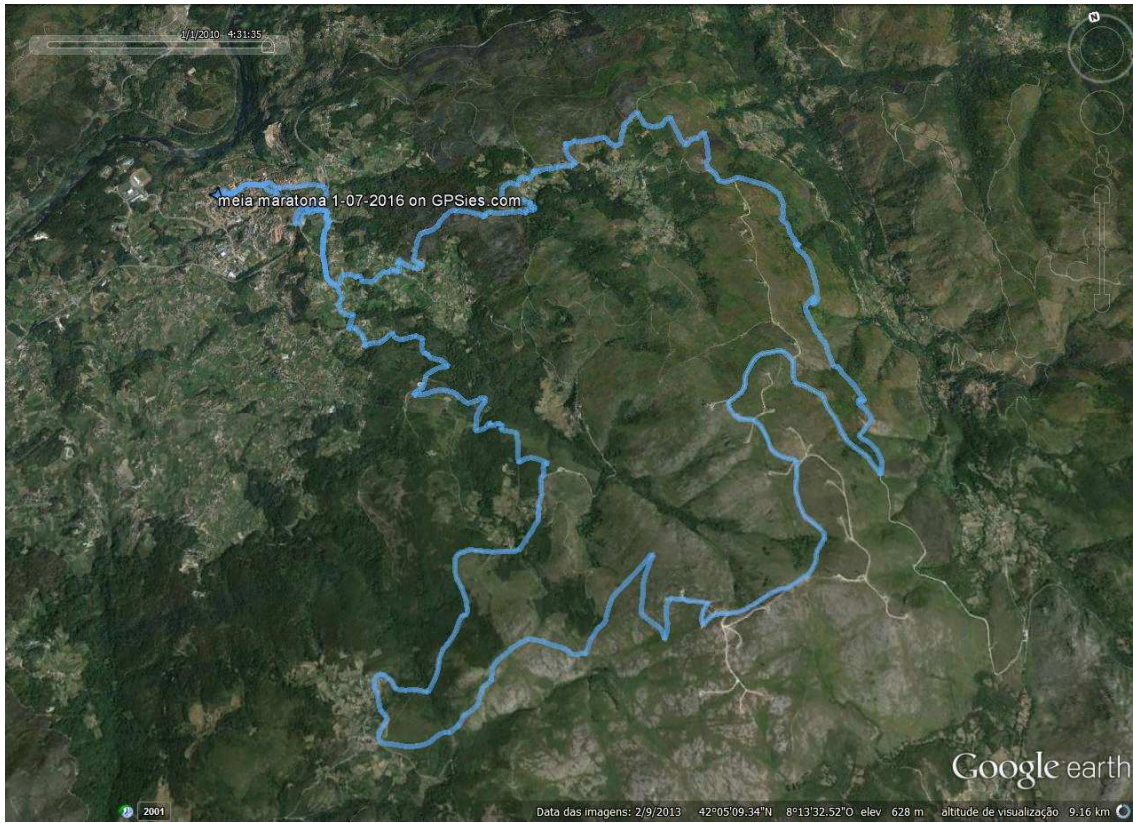 1/1/2010 4:31:35
N
meia maratona 1-07-2016 on GPSies.com
Google earth
2001
Data das imagens: 2/9/2013 42°05'09.34"N 8°13'32.52"O elev 628 m altitude de visualização 9.16 km